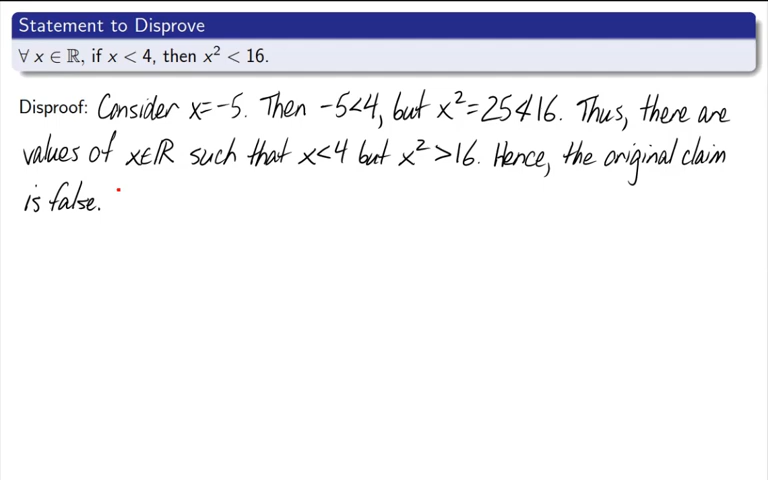 Statement to Disprove
∀ x ∈ ℝ, if x < 4, then x² < 16.
Disproof: Consider x=-5. Then -5<4, but x²=25≮16. Thus, there are
values of x∈ℝ such that x<4 but x²>16. Hence, the original claim
is false.